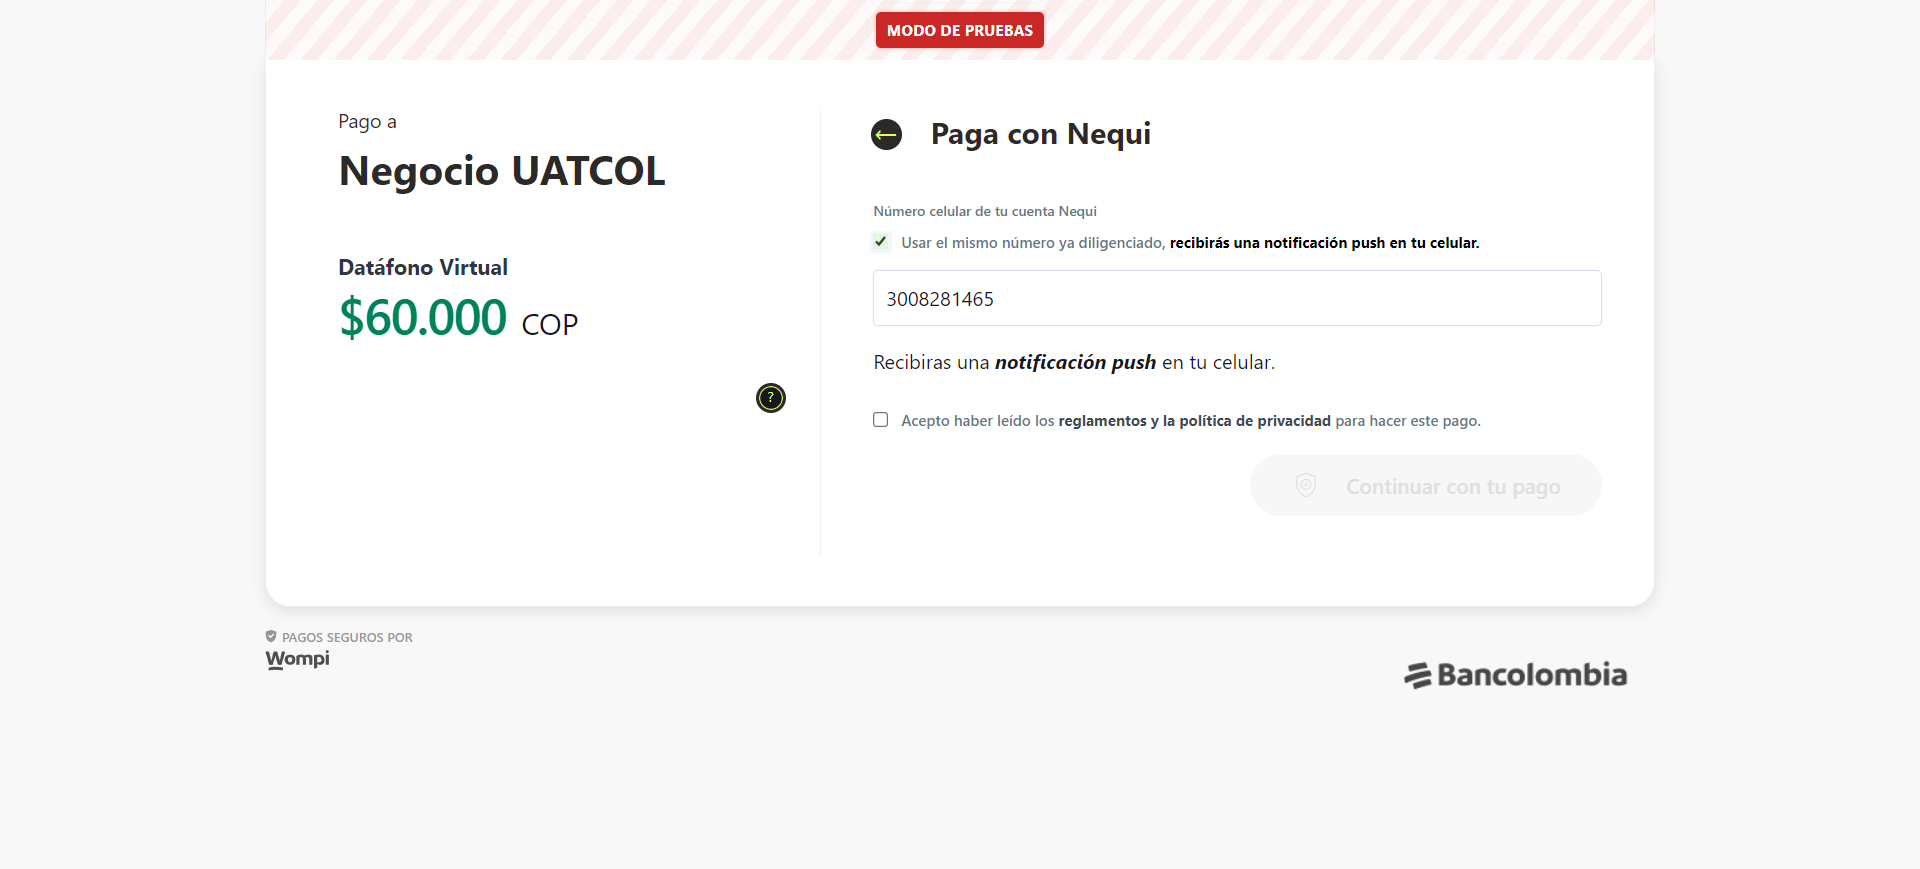 MODO DE PRUEBAS
Pago a
Negocio UATCOL
Datáfono Virtual
$60.000 COP
?
Paga con Nequi
Número celular de tu cuenta Nequi
Usar el mismo número ya diligenciado, recibirás una notificación push en tu celular.
3008281465
Recibiras una notificación push en tu celular.
Acepto haber leído los reglamentos y la política de privacidad para hacer este pago.
Continuar con tu pago
PAGOS SEGUROS POR
Wompi
Bancolombia